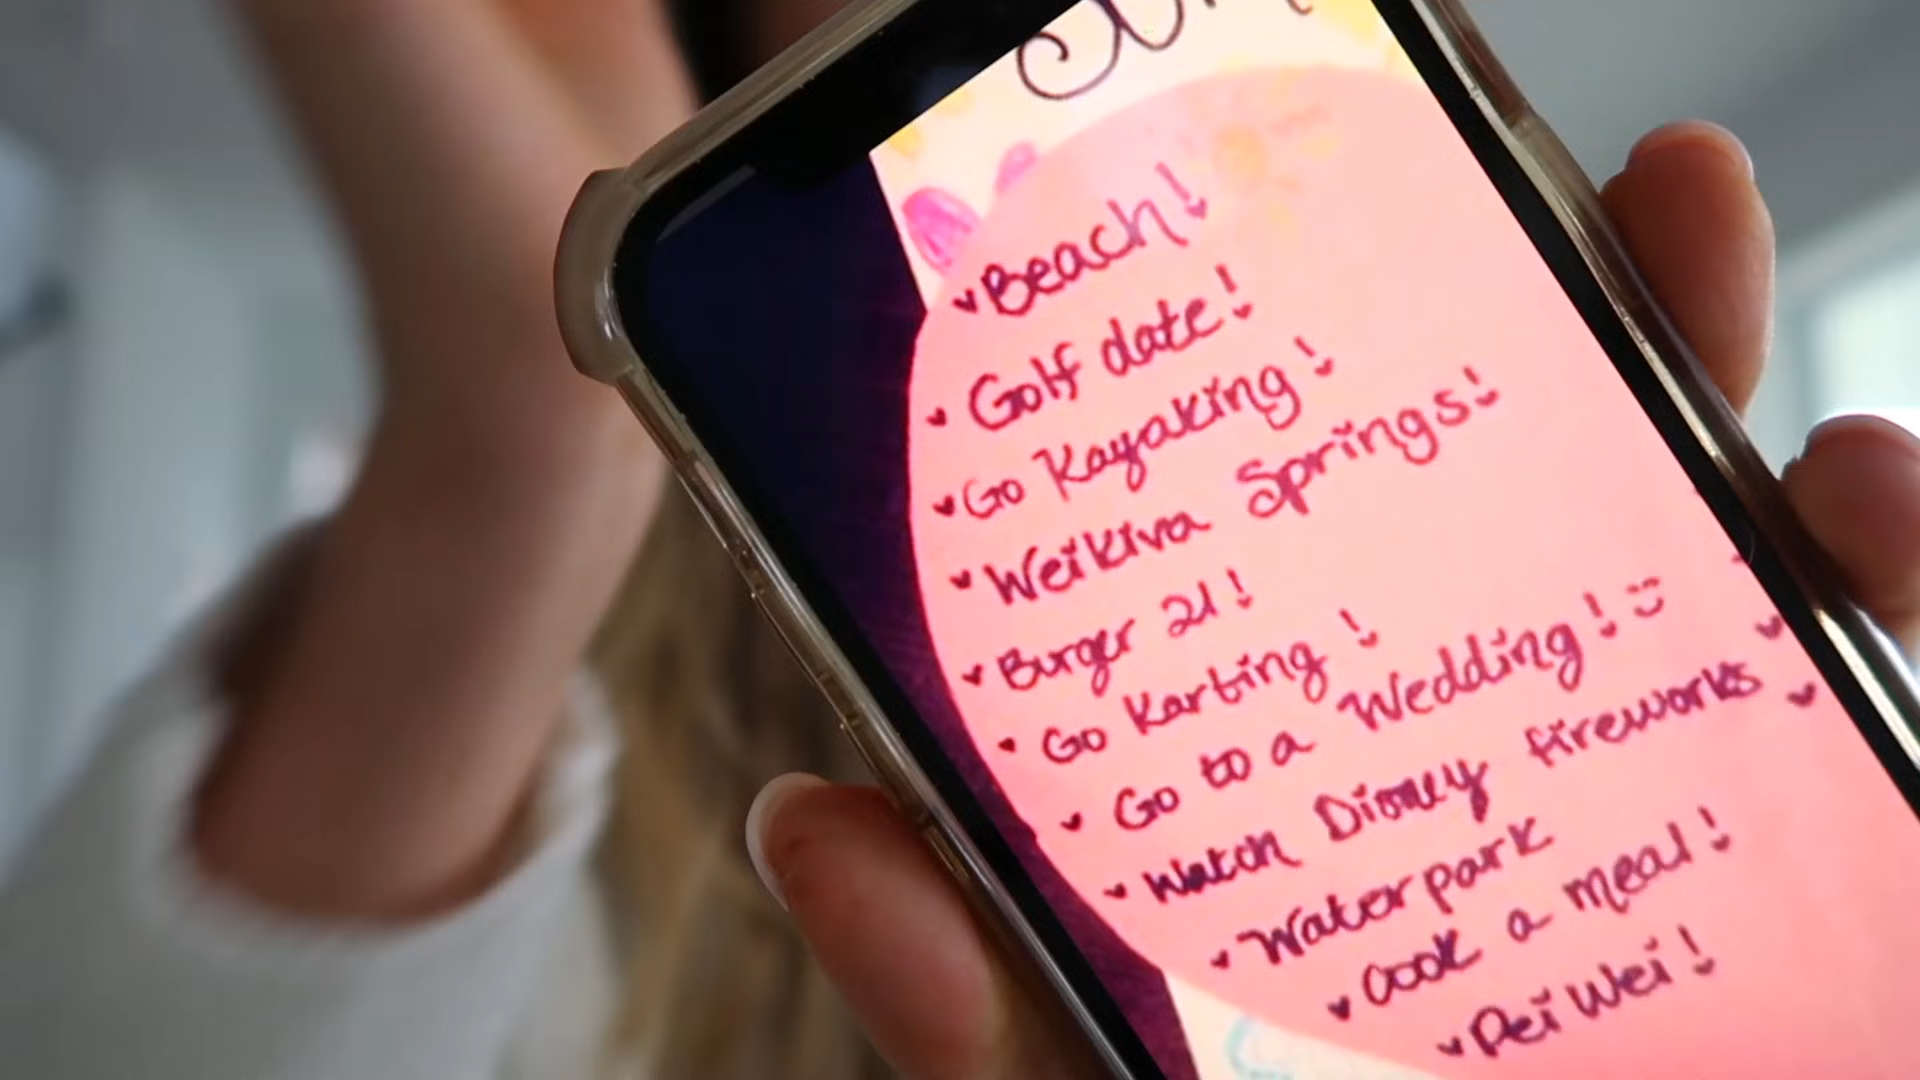 Beach!
Golf date!
Go Kayaking!
Weikiva Springs!
Burger 21!
Go Karting!
Go to a Wedding! :)
Watch Disney fireworks
Waterpark
Cook a meal!
Pei Wei!